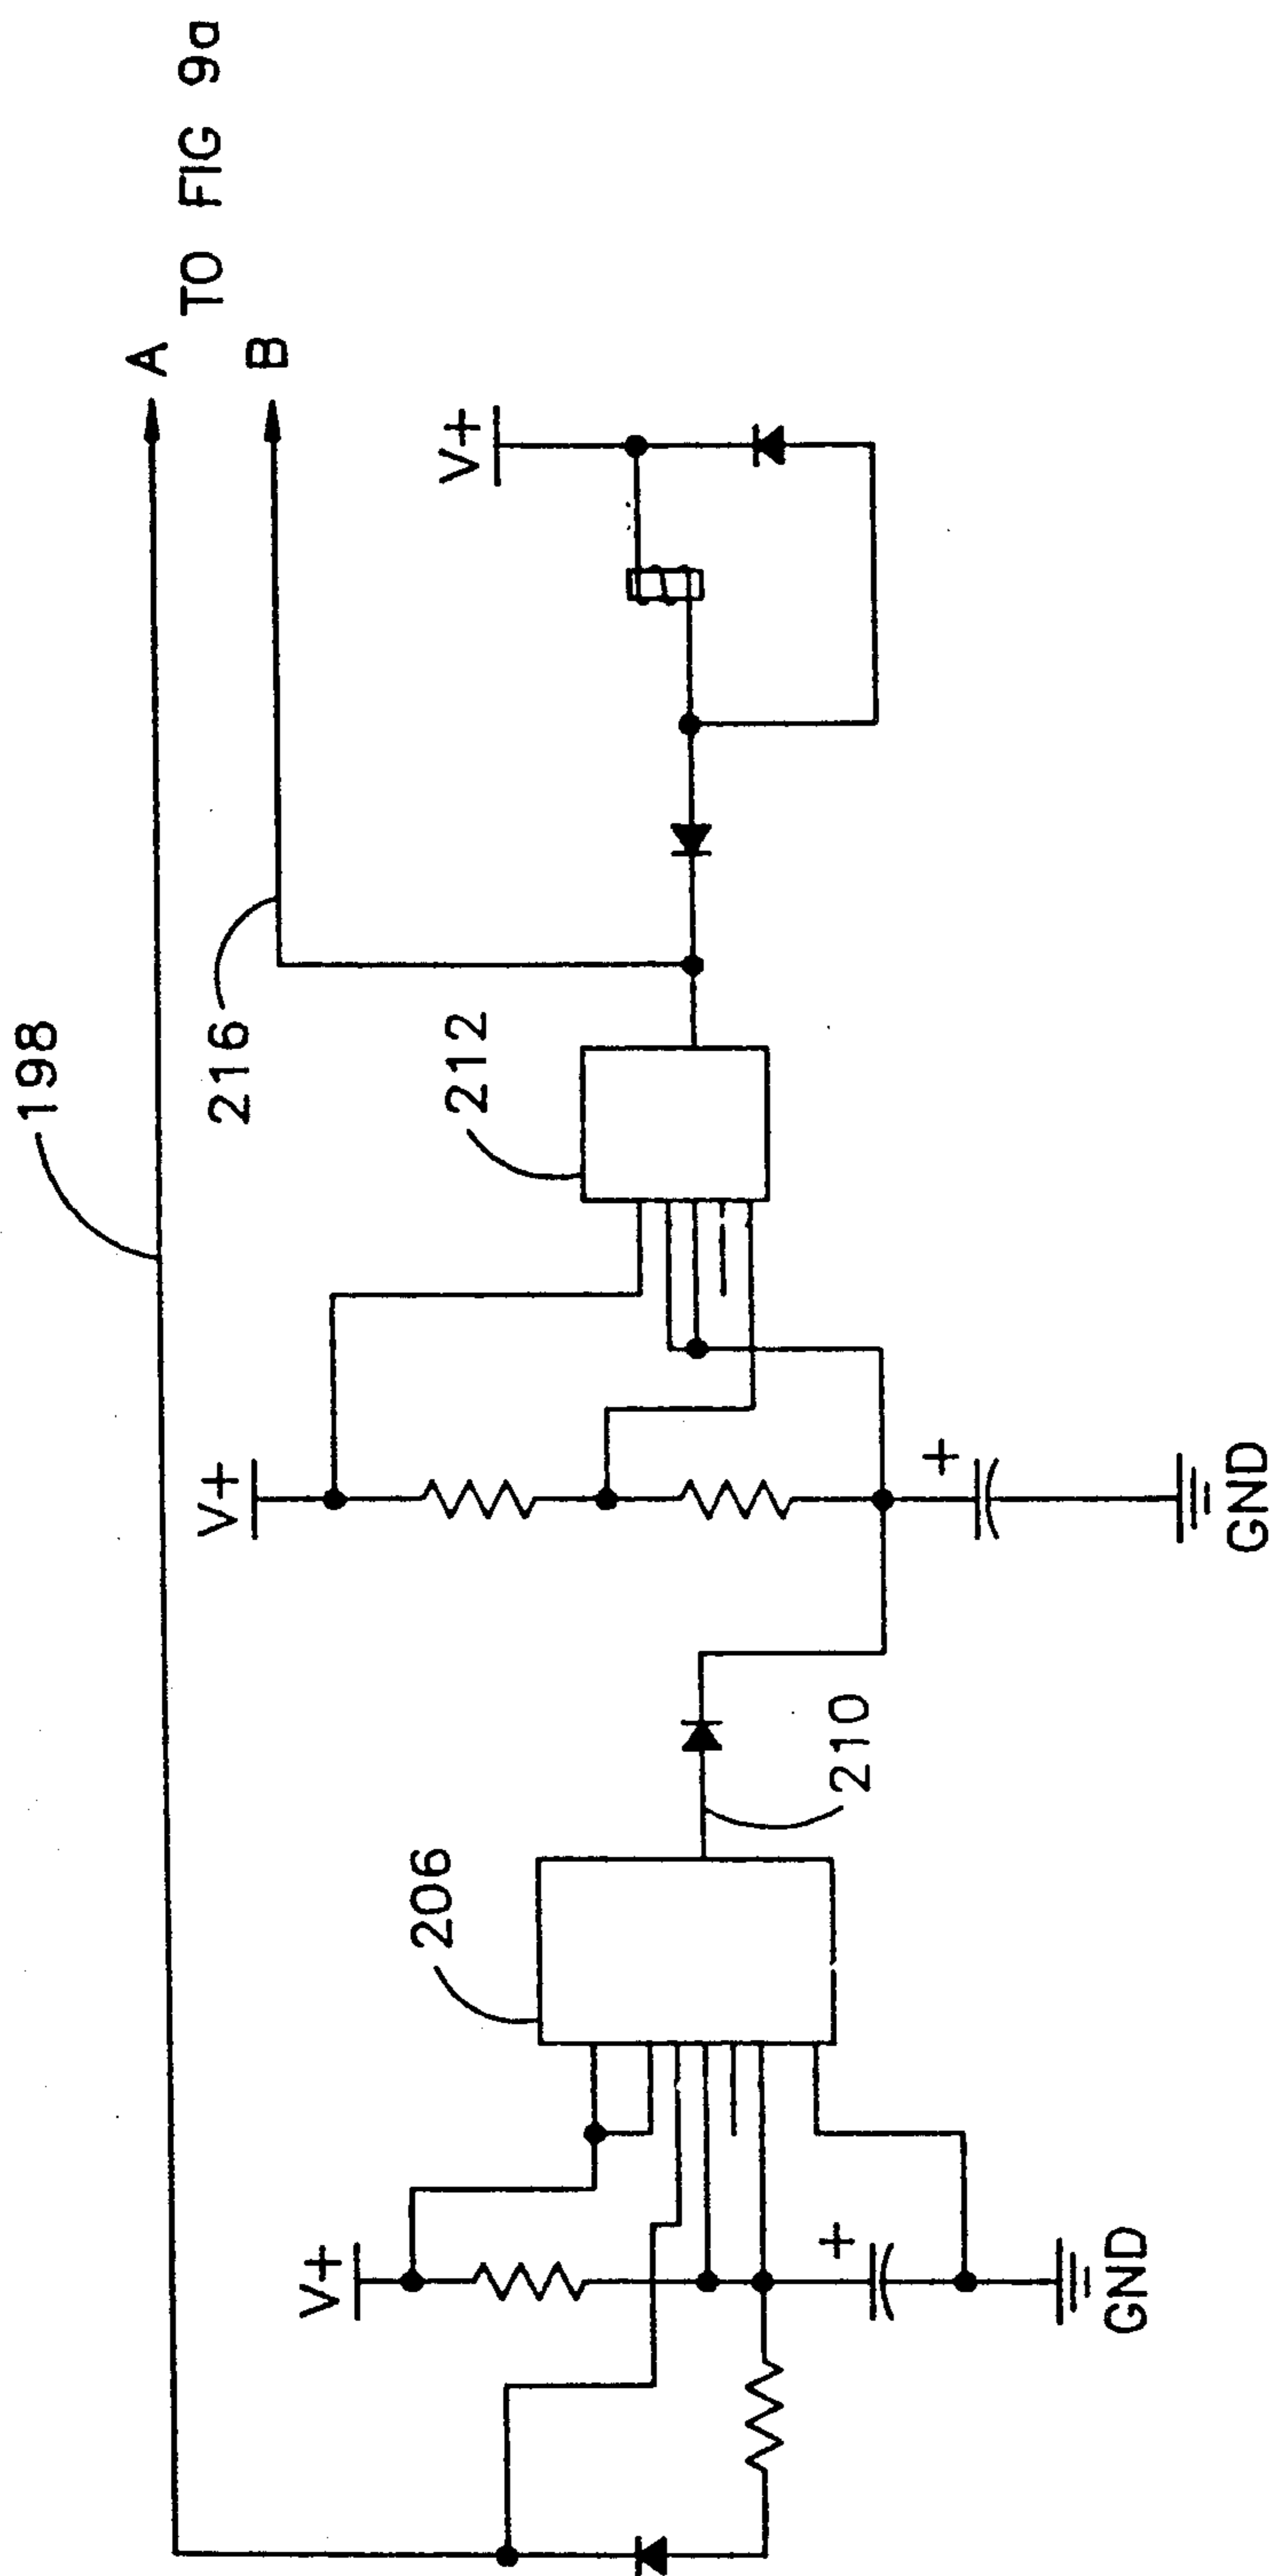 198
A
TO FIG 9a
216
B
V+
212
V+
206
210
V+
GND
GND